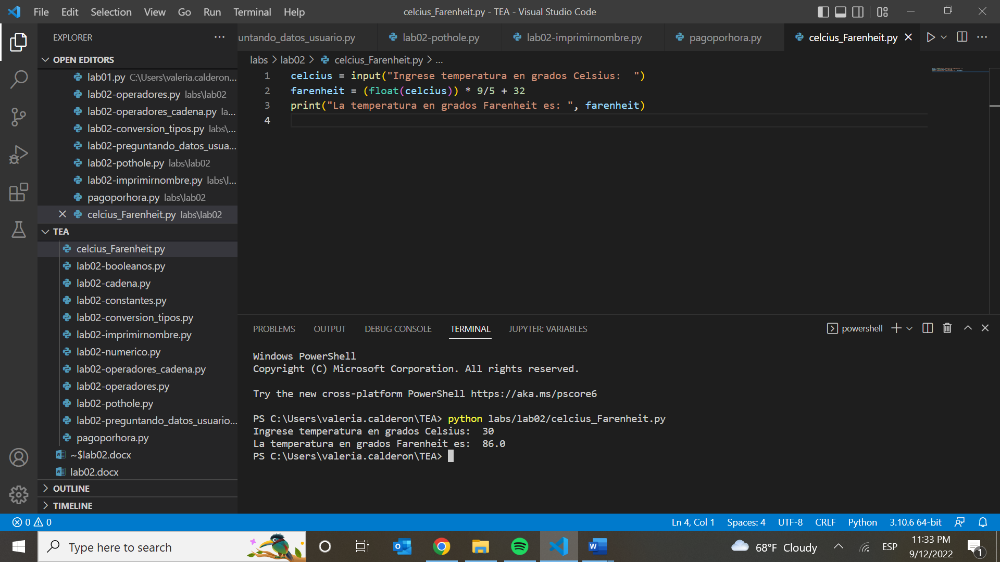 File Edit Selection View Go Run Terminal Help
celcius_Farenheit.py - TEA - Visual Studio Code
EXPLORER
untando_datos_usuario.py
lab02-pothole.py
lab02-imprimirnombre.py
pagoporhora.py
celcius_Farenheit.py
OPEN EDITORS
lab01.py C:\Users\valeria.calderon...
lab02-operadores.py labs\lab02
lab02-operadores_cadena.py la...
lab02-conversion_tipos.py labs\...
lab02-preguntando_datos_usua...
lab02-pothole.py labs\lab02
lab02-imprimirnombre.py labs\l...
pagoporhora.py labs\lab02
celcius_Farenheit.py labs\lab02
TEA
celcius_Farenheit.py
lab02-booleanos.py
lab02-cadena.py
lab02-constantes.py
lab02-conversion_tipos.py
lab02-imprimirnombre.py
lab02-numerico.py
lab02-operadores_cadena.py
lab02-operadores.py
lab02-pothole.py
lab02-preguntando_datos_usuario...
pagoporhora.py
~$lab02.docx
lab02.docx
OUTLINE
TIMELINE
labs > lab02 > celcius_Farenheit.py > ...
1 celcius = input("Ingrese temperatura en grados Celsius:  ")
2 farenheit = (float(celcius)) * 9/5 + 32
3 print("La temperatura en grados Farenheit es: ", farenheit)
4
PROBLEMS OUTPUT DEBUG CONSOLE TERMINAL JUPYTER: VARIABLES
powershell
Windows PowerShell
Copyright (C) Microsoft Corporation. All rights reserved.
Try the new cross-platform PowerShell https://aka.ms/pscore6
PS C:\Users\valeria.calderon\TEA> python labs/lab02/celcius_Farenheit.py
Ingrese temperatura en grados Celsius:  30
La temperatura en grados Farenheit es:  86.0
PS C:\Users\valeria.calderon\TEA>
0 0
Ln 4, Col 1 Spaces: 4 UTF-8 CRLF Python 3.10.6 64-bit
Type here to search
68°F Cloudy
ESP
11:33 PM
9/12/2022
1